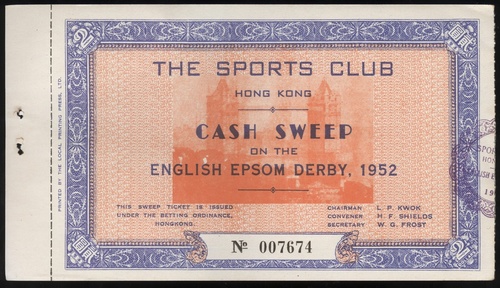 PRINTED BY THE LOCAL PRINTING PRESS, LTD.
$2
THE SPORTS CLUB
HONG KONG
CASH SWEEP
ON THE
ENGLISH EPSOM DERBY, 1952
THIS SWEEP TICKET IS ISSUED
UNDER THE BETTING ORDINANCE,
HONGKONG.
CHAIRMAN L. P. KWOK
CONVENER H. F. SHIELDS
SECRETARY W. G. FROST
No 007674